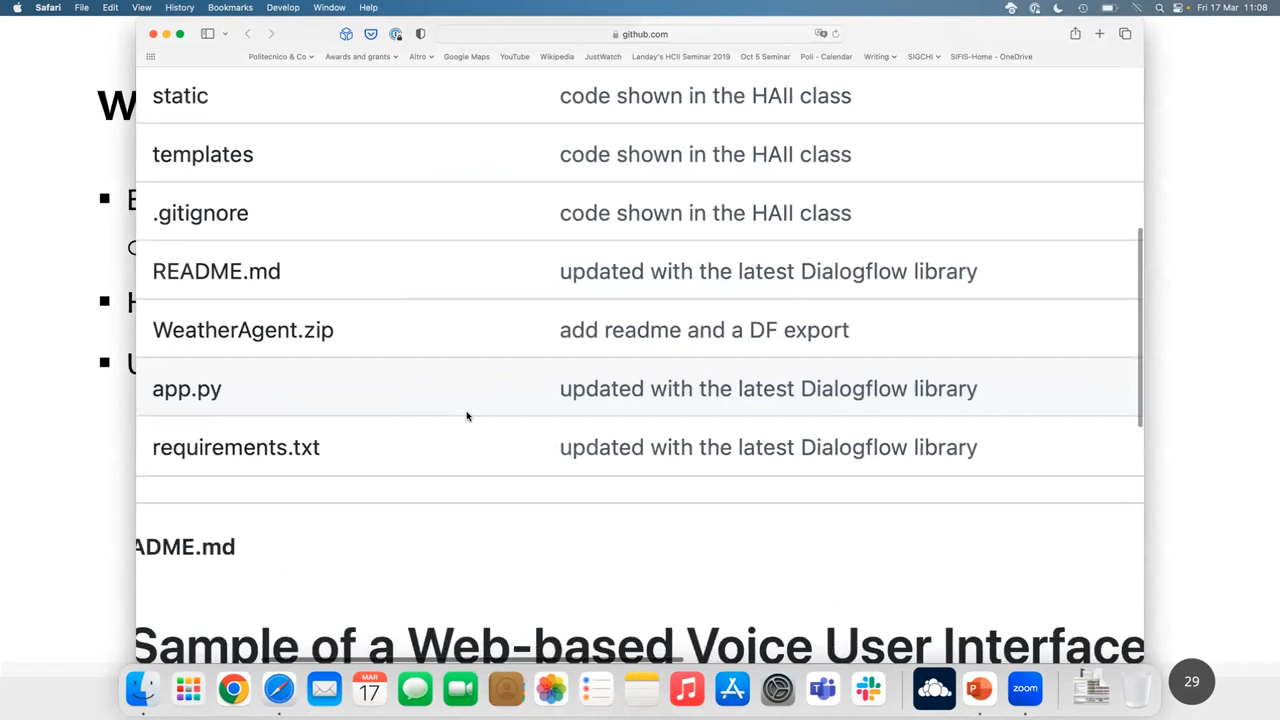 Safari File Edit View History Bookmarks Develop Window Help Fri 17 Mar 11:08
github.com
Politecnico & Co Awards and grants Altro Google Maps YouTube Wikipedia JustWatch Landay's HCII Seminar 2019 Oct 5 Seminar Poli - Calendar Writing SIGCHI SIFIS-Home - OneDrive
static code shown in the HAII class
templates code shown in the HAII class
.gitignore code shown in the HAII class
README.md updated with the latest Dialogflow library
WeatherAgent.zip add readme and a DF export
app.py updated with the latest Dialogflow library
requirements.txt updated with the latest Dialogflow library
ADME.md
Sample of a Web-based Voice User Interface
MAR
17
zoom
29